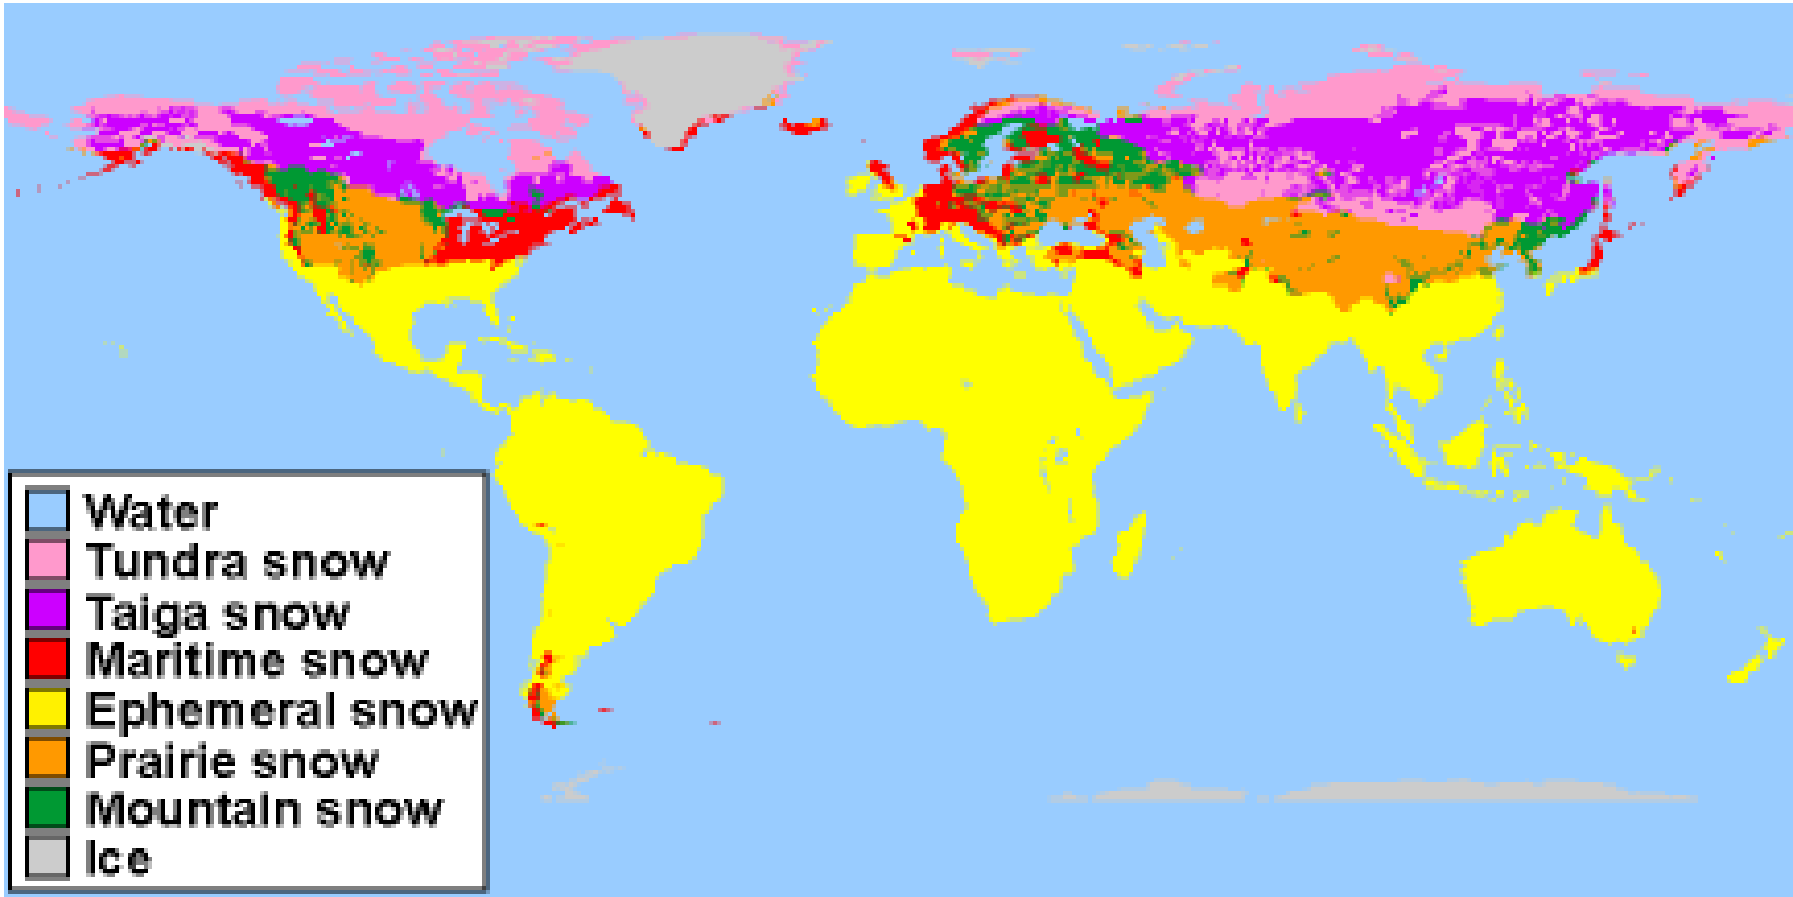 Water
Tundra snow
Taiga snow
Maritime snow
Ephemeral snow
Prairie snow
Mountain snow
Ice